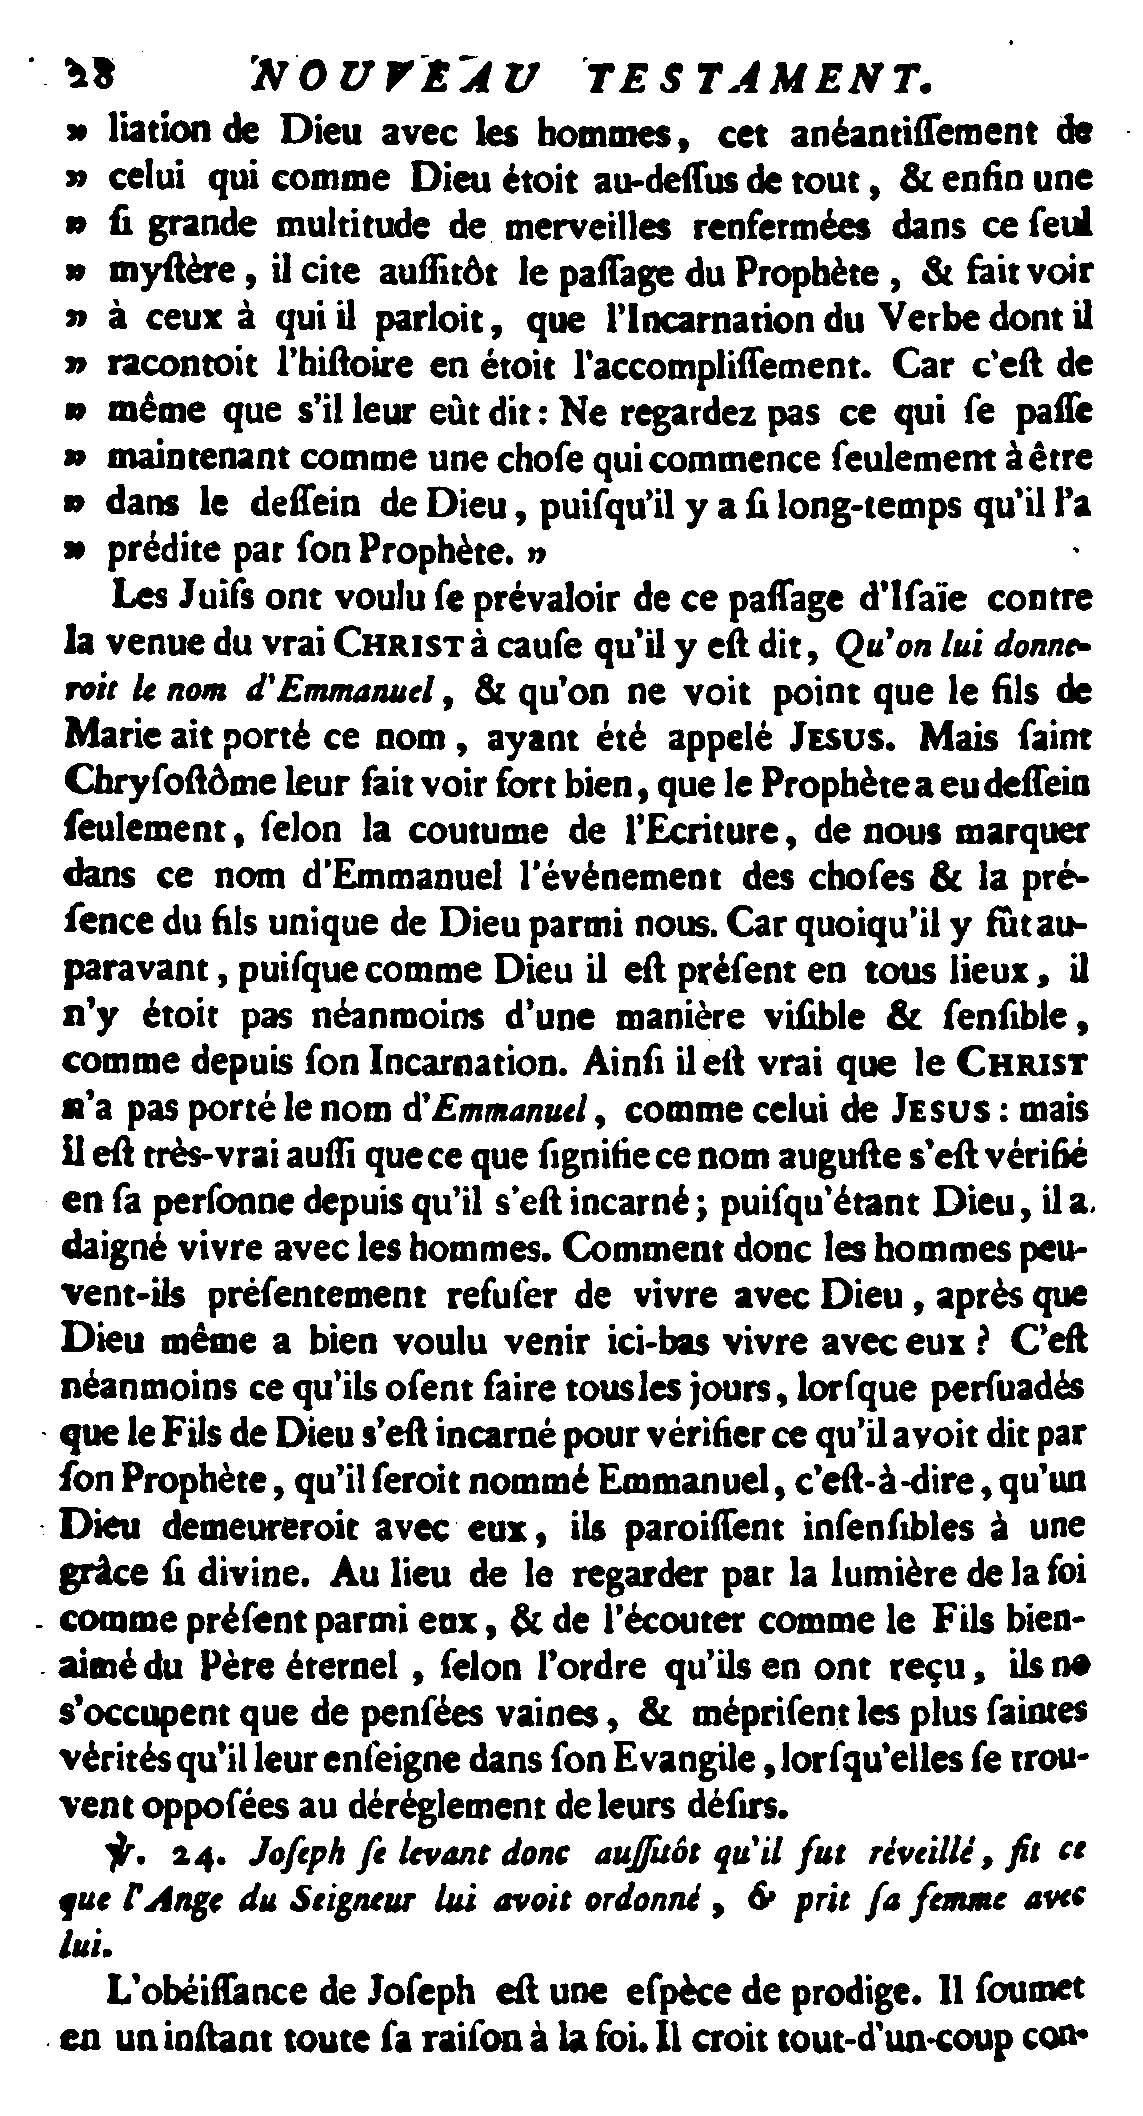 28 NOUVEAU TESTAMENT.
» liation de Dieu avec les hommes, cet anéantiſſement de
» celui qui comme Dieu étoit au-deſſus de tout, & enfin une
» ſi grande multitude de merveilles renfermées dans ce ſeul
» myſtère, il cite auſſitôt le paſſage du Prophète, & fait voir
» à ceux à qui il parloit, que l'Incarnation du Verbe dont il
» racontoit l'hiſtoire en étoit l'accompliſſement. Car c'eſt de
» même que s'il leur eût dit : Ne regardez pas ce qui ſe paſſe
» maintenant comme une choſe qui commence ſeulement à être
» dans le deſſein de Dieu, puiſqu'il y a ſi long-temps qu'il l'a
» prédite par ſon Prophète. »
Les Juifs ont voulu ſe prévaloir de ce paſſage d'Iſaïe contre
la venue du vrai CHRIST à cauſe qu'il y eſt dit, Qu'on lui donne-
roit le nom d'Emmanuel, & qu'on ne voit point que le fils de
Marie ait porté ce nom, ayant été appelé JESUS. Mais ſaint
Chryſoſtôme leur fait voir fort bien, que le Prophète a eu deſſein
ſeulement, ſelon la coutume de l'Ecriture, de nous marquer
dans ce nom d'Emmanuel l'événement des choſes & la pré-
ſence du fils unique de Dieu parmi nous. Car quoiqu'il y fût au-
paravant, puiſque comme Dieu il eſt préſent en tous lieux, il
n'y étoit pas néanmoins d'une manière viſible & ſenſible,
comme depuis ſon Incarnation. Ainſi il eſt vrai que le CHRIST
n'a pas porté le nom d'Emmanuel, comme celui de JESUS : mais
il eſt très-vrai auſſi que ce que ſignifie ce nom auguſte s'eſt vérifié
en ſa perſonne depuis qu'il s'eſt incarné; puiſqu'étant Dieu, il a
daigné vivre avec les hommes. Comment donc les hommes peu-
vent-ils préſentement refuſer de vivre avec Dieu, après que
Dieu même a bien voulu venir ici-bas vivre avec eux ? C'eſt
néanmoins ce qu'ils oſent faire tous les jours, lorſque perſuadés
que le Fils de Dieu s'eſt incarné pour vérifier ce qu'il avoit dit par
ſon Prophète, qu'il ſeroit nommé Emmanuel, c'eſt-à-dire, qu'un
Dieu demeureroit avec eux, ils paroiſſent inſenſibles à une
grâce ſi divine. Au lieu de le regarder par la lumière de la foi
comme préſent parmi eux, & de l'écouter comme le Fils bien-
aimé du Père éternel, ſelon l'ordre qu'ils en ont reçu, ils ne
s'occupent que de penſées vaines, & mépriſent les plus ſaintes
vérités qu'il leur enſeigne dans ſon Evangile, lorſqu'elles ſe trou-
vent oppoſées au déréglement de leurs déſirs.
℣. 24. Joſeph ſe levant donc auſſitôt qu'il fut réveillé, fit ce
que l'Ange du Seigneur lui avoit ordonné, & prit ſa femme avec
lui.
L'obéiſſance de Joſeph eſt une eſpèce de prodige. Il ſoumet
en un inſtant toute ſa raiſon à la foi. Il croit tout-d'un-coup con-